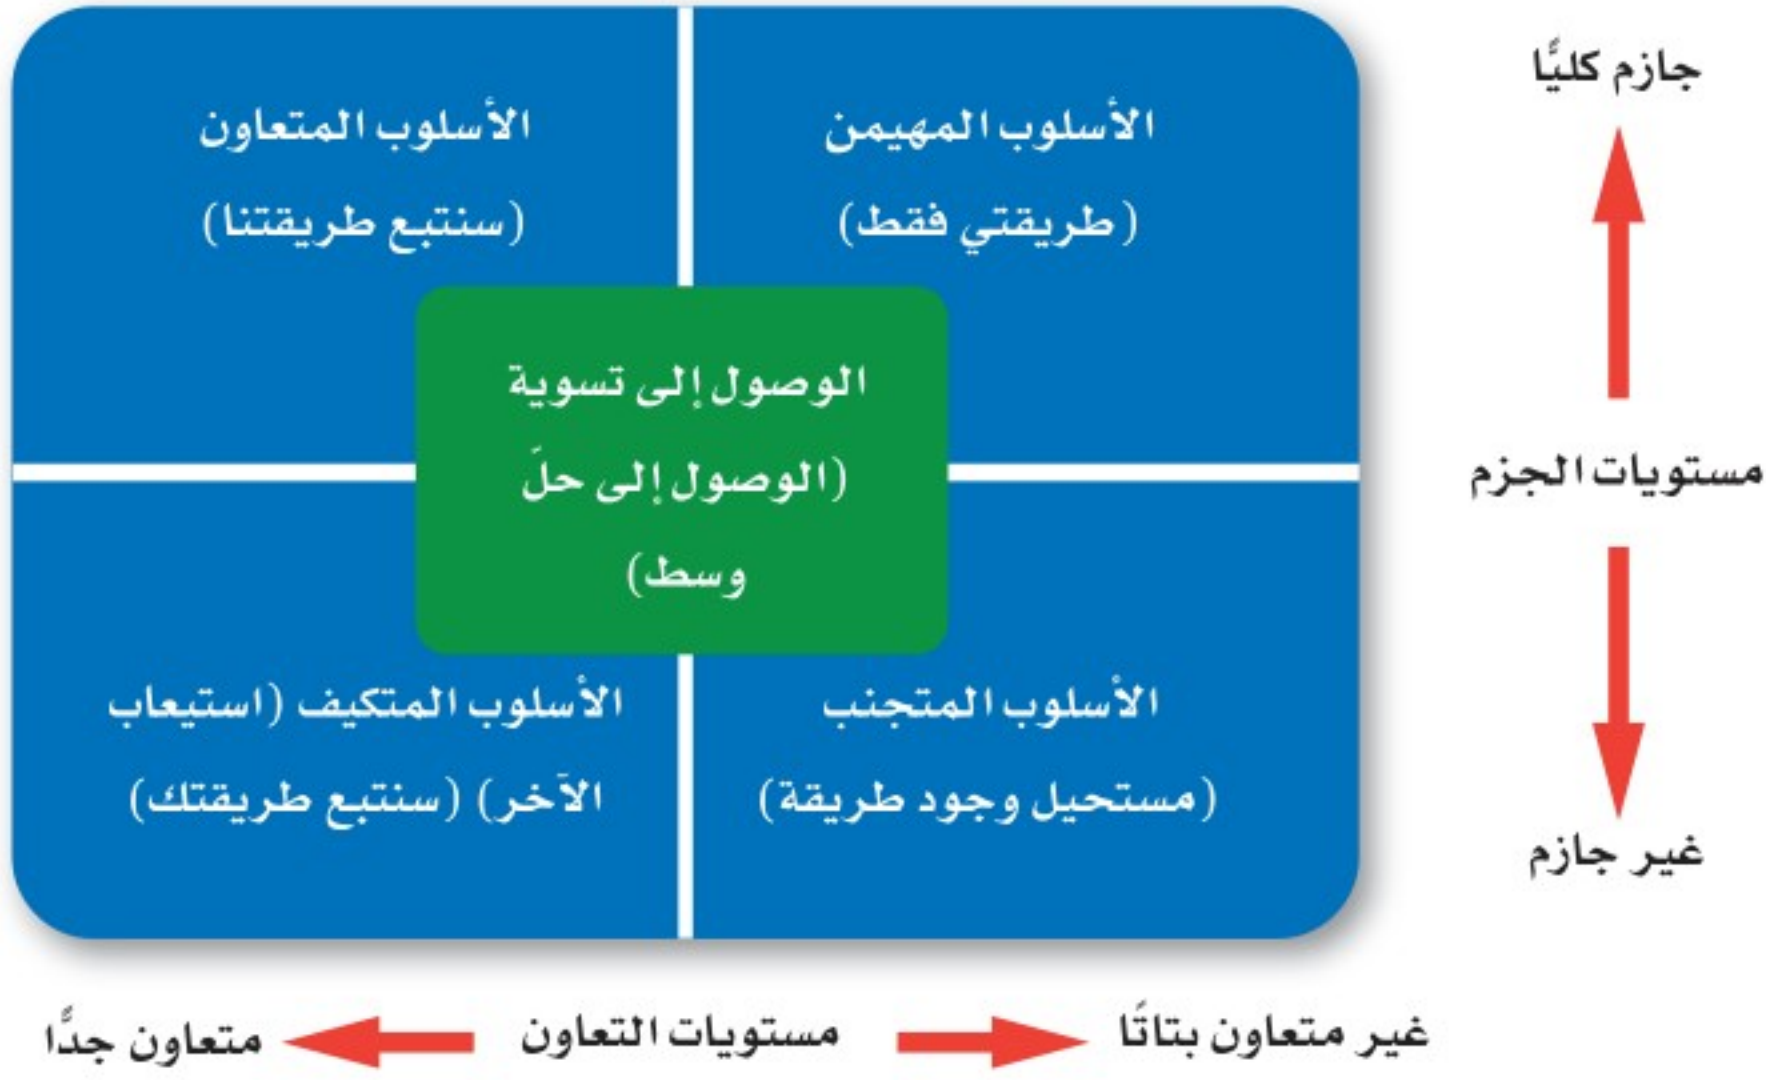 جازم كليًّا
الأسلوب المهيمن
(طريقتي فقط)
الأسلوب المتعاون
(سنتبع طريقتنا)
الوصول إلى تسوية
(الوصول إلى حلّ
وسط)
مستويات الجزم
الأسلوب المتجنب
(مستحيل وجود طريقة)
الأسلوب المتكيف (استيعاب
الآخر) (سنتبع طريقتك)
غير جازم
غير متعاون بتاتًا
مستويات التعاون
متعاون جدًّا